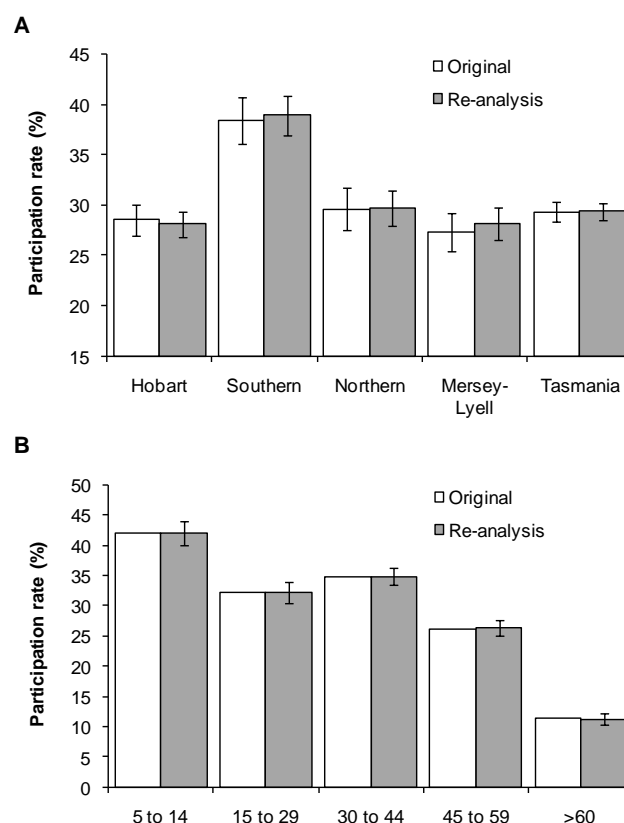 A
45
40
35
30
25
20
15
Participation rate (%)
Original
Re-analysis
Hobart
Southern
Northern
Mersey-
Lyell
Tasmania
B
50
45
40
35
30
25
20
15
10
5
0
Participation rate (%)
Original
Re-analysis
5 to 14
15 to 29
30 to 44
45 to 59
>60